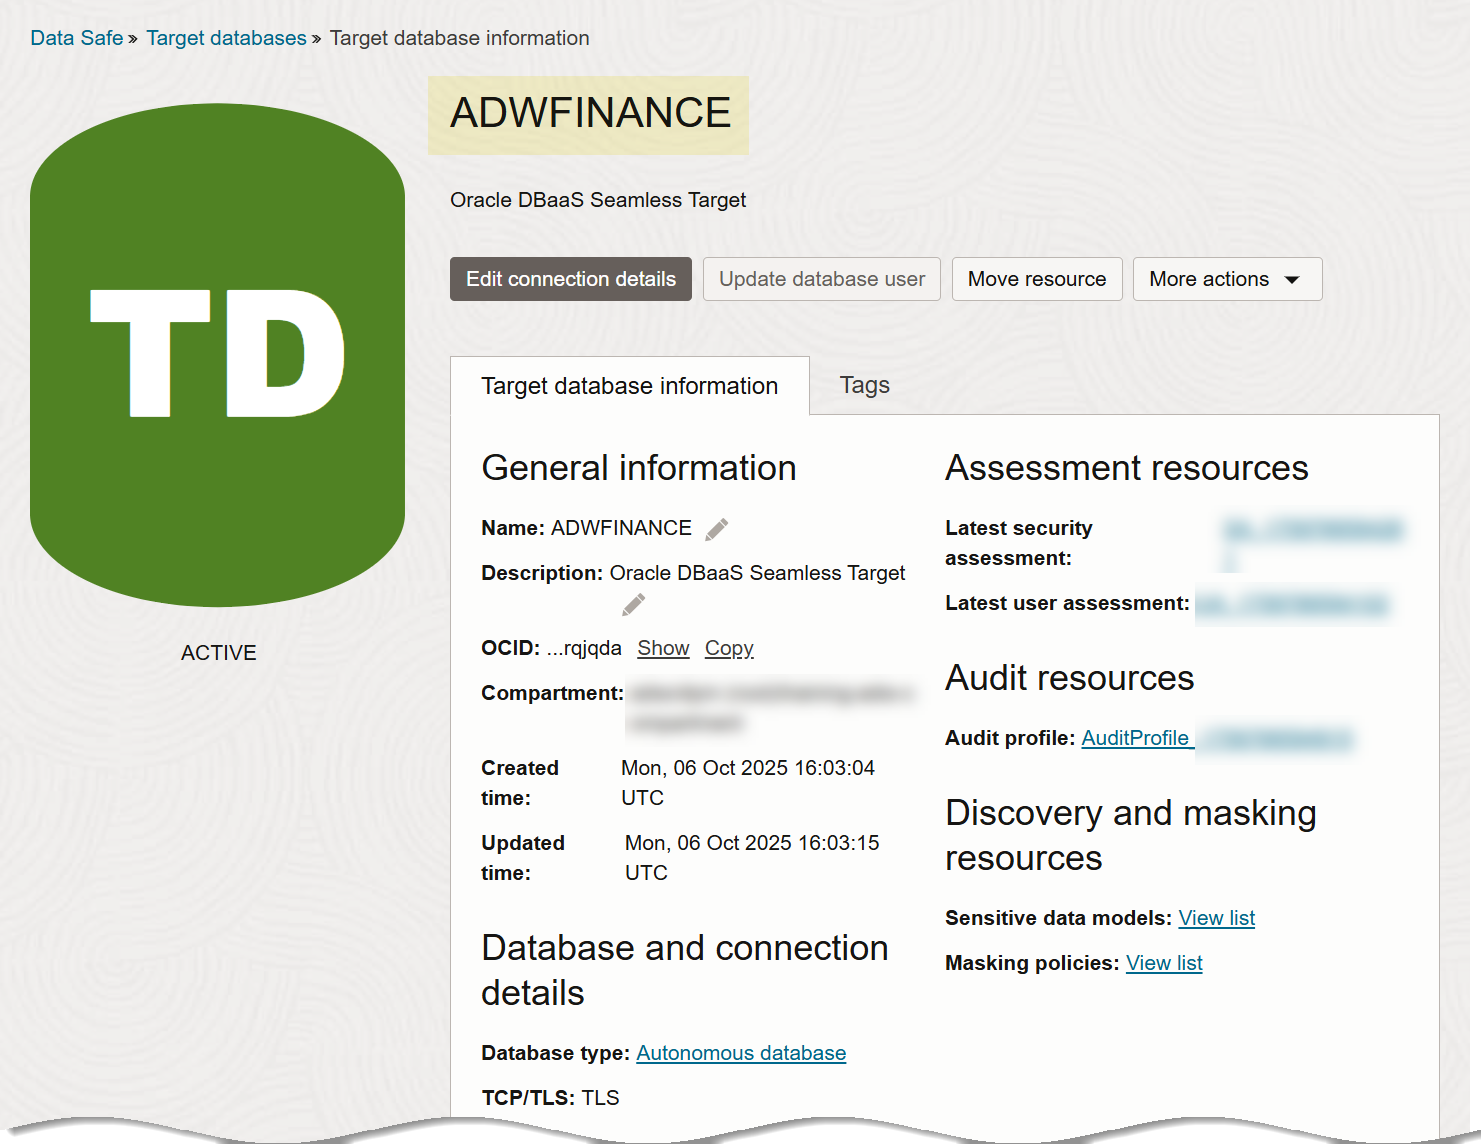 Data Safe » Target databases » Target database information
ADWFINANCE
Oracle DBaaS Seamless Target
Edit connection details Update database user Move resource More actions
TD
ACTIVE
Target database information Tags
General information
Name: ADWFINANCE
Description: Oracle DBaaS Seamless Target
OCID: ...rqjqda Show Copy
Compartment:
Created
time:
Mon, 06 Oct 2025 16:03:04
UTC
Updated
time:
Mon, 06 Oct 2025 16:03:15
UTC
Database and connection
details
Database type: Autonomous database
TCP/TLS: TLS
Assessment resources
Latest security
assessment:
Latest user assessment:
Audit resources
Audit profile: AuditProfile_
Discovery and masking
resources
Sensitive data models: View list
Masking policies: View list